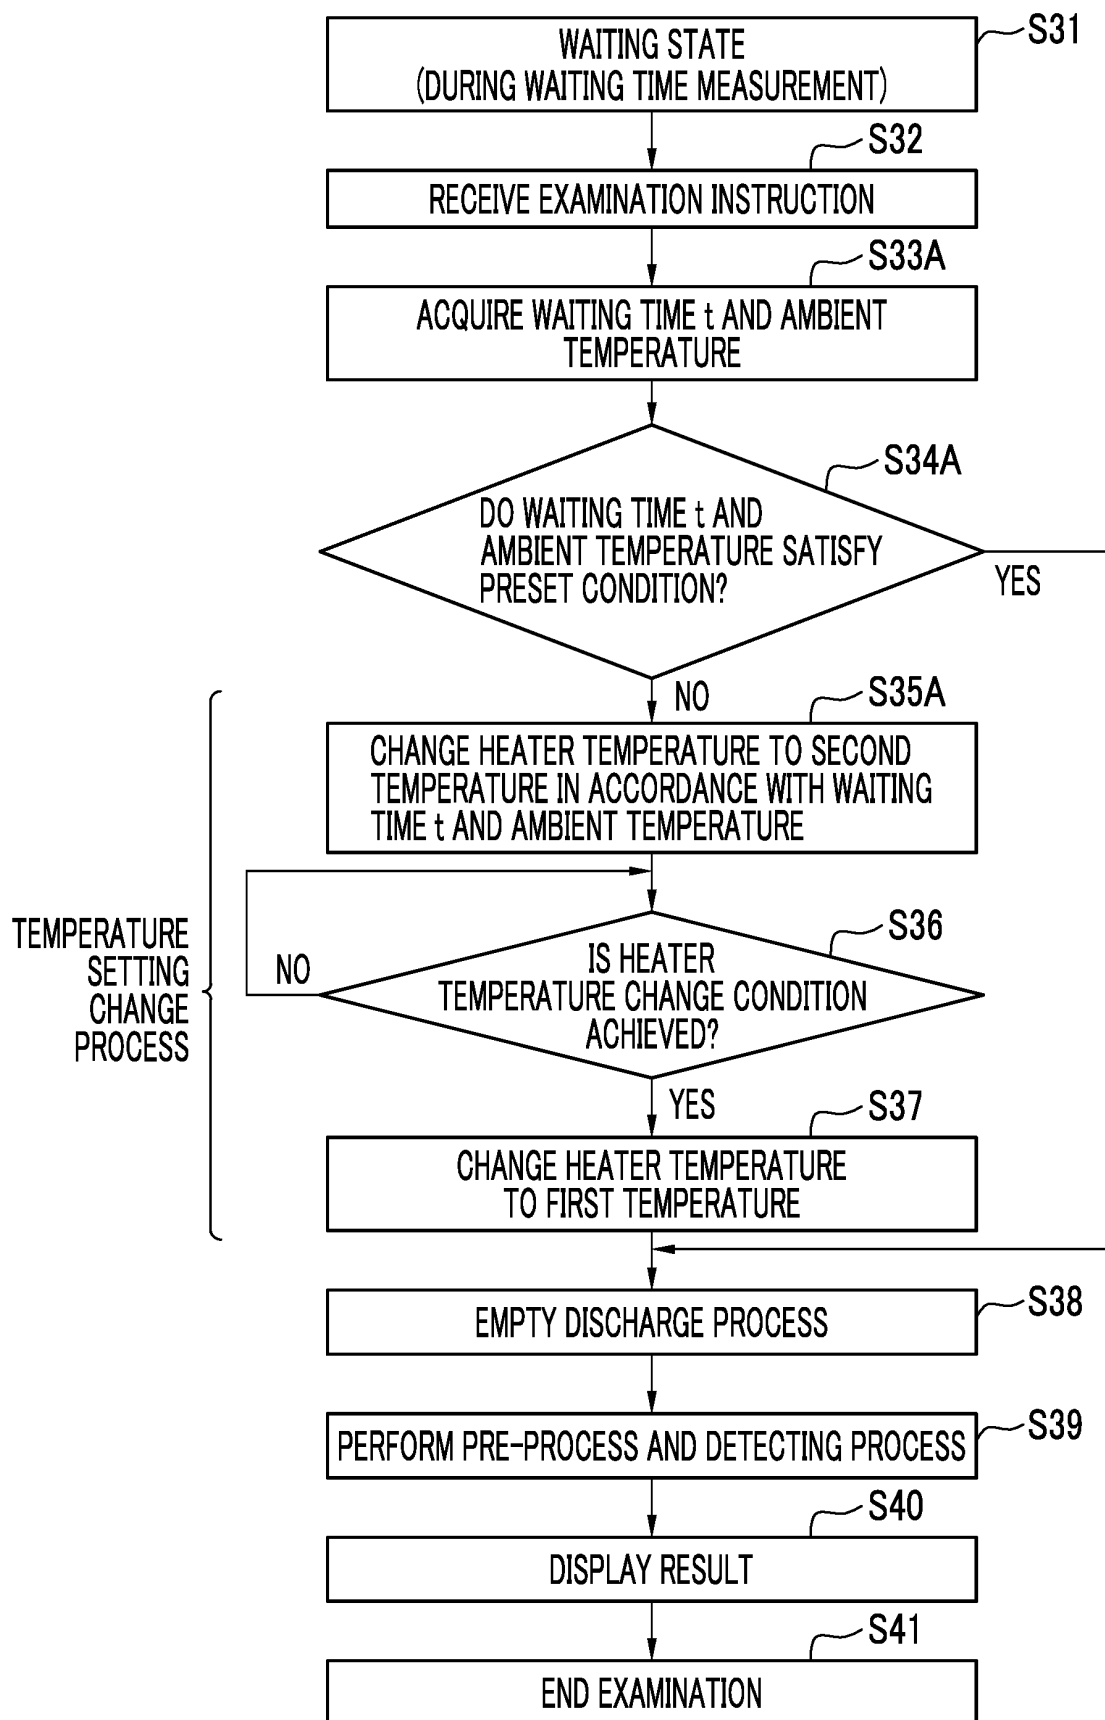 WAITING STATE
(DURING WAITING TIME MEASUREMENT)
S31
S32
RECEIVE EXAMINATION INSTRUCTION
S33A
ACQUIRE WAITING TIME t AND AMBIENT
TEMPERATURE
S34A
DO WAITING TIME t AND
AMBIENT TEMPERATURE SATISFY
PRESET CONDITION?
YES
NO
S35A
CHANGE HEATER TEMPERATURE TO SECOND
TEMPERATURE IN ACCORDANCE WITH WAITING
TIME t AND AMBIENT TEMPERATURE
TEMPERATURE
SETTING
CHANGE
PROCESS
S36
IS HEATER
TEMPERATURE CHANGE CONDITION
ACHIEVED?
NO
YES
S37
CHANGE HEATER TEMPERATURE
TO FIRST TEMPERATURE
S38
EMPTY DISCHARGE PROCESS
S39
PERFORM PRE-PROCESS AND DETECTING PROCESS
S40
DISPLAY RESULT
S41
END EXAMINATION